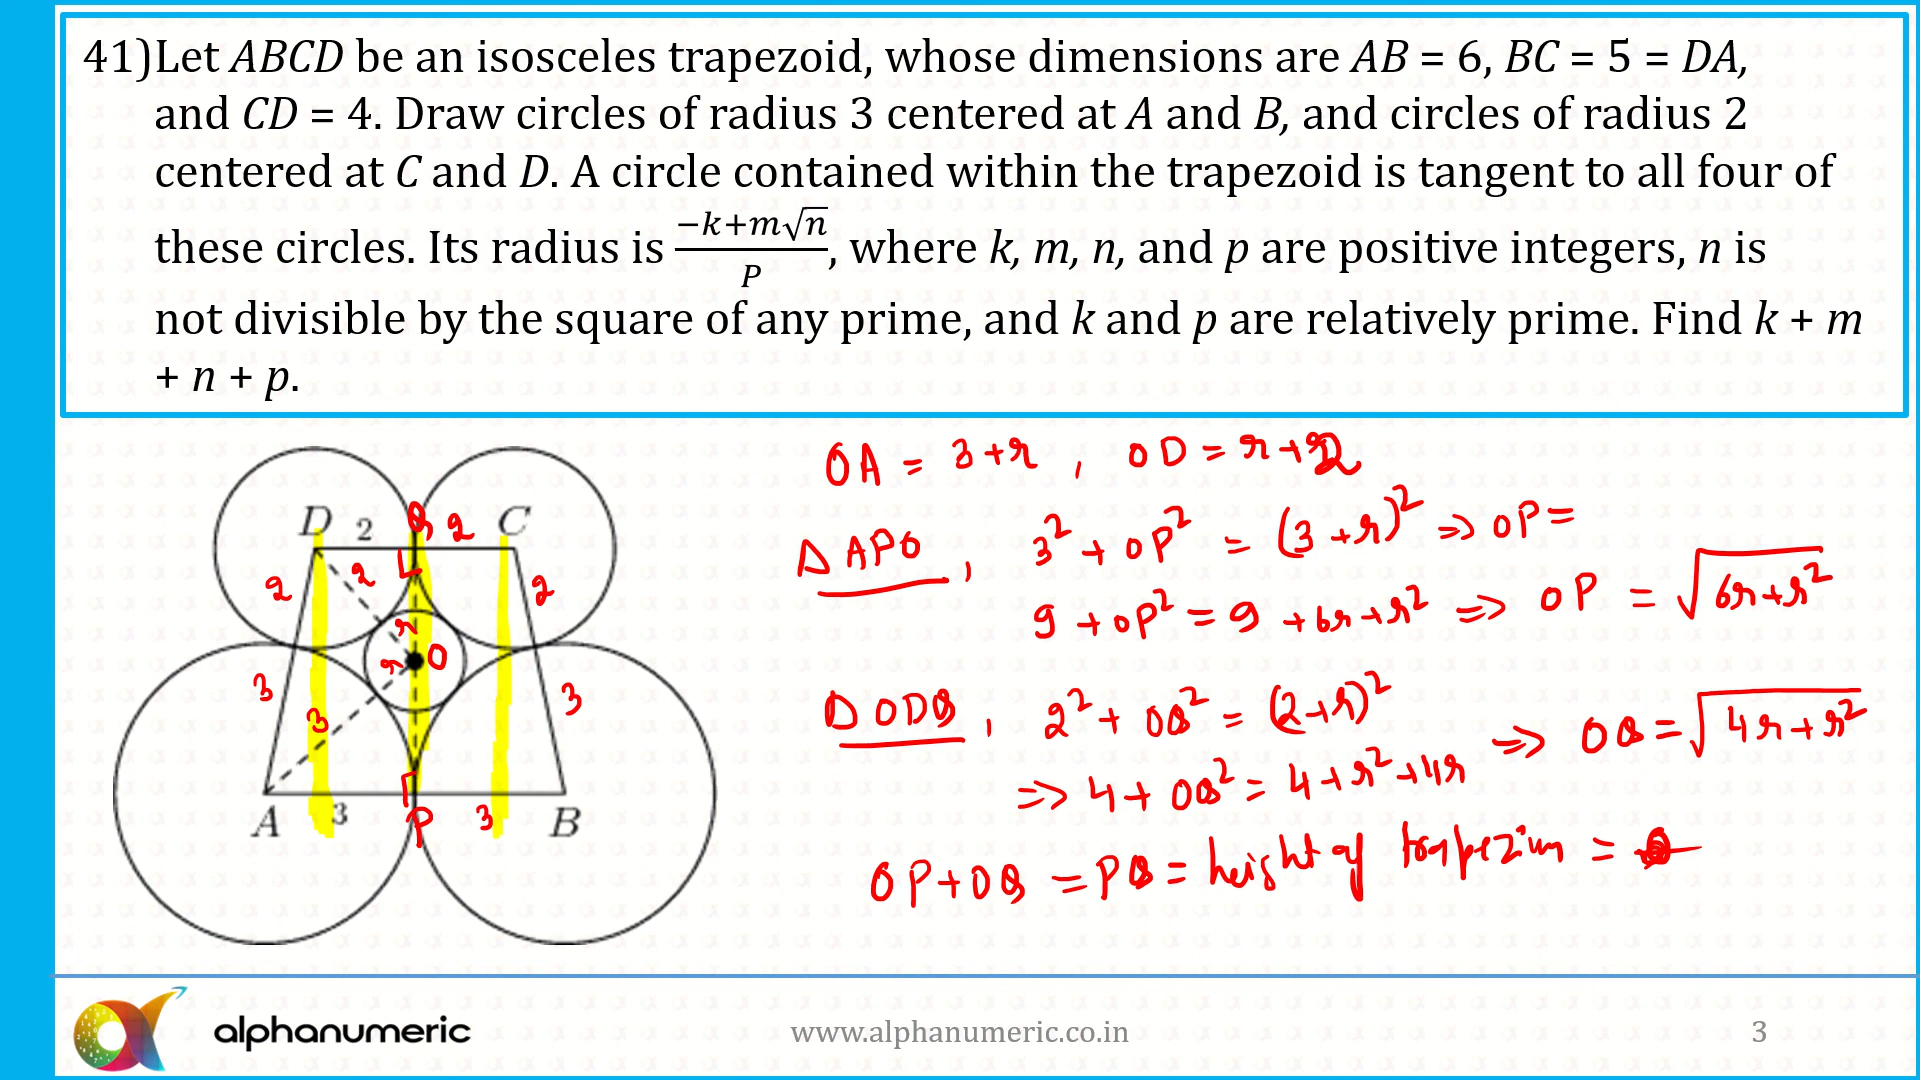 41) Let ABCD be an isosceles trapezoid, whose dimensions are AB = 6, BC = 5 = DA,
and CD = 4. Draw circles of radius 3 centered at A and B, and circles of radius 2
centered at C and D. A circle contained within the trapezoid is tangent to all four of
these circles. Its radius is \frac{-k+m\sqrt{n}}{P}, where k, m, n, and p are positive integers, n is
not divisible by the square of any prime, and k and p are relatively prime. Find k + m
+ n + p.
OA = 3+r , OD = r+2
Δ APO , 3² + OP² = (3+r)² ⇒ OP =
9 + OP² = 9 + 6r + r² ⇒ OP = √(6r+r²)
Δ ODQ , 2² + OQ² = (2+r)²
⇒ OQ = √(4r+r²)
⇒ 4 + OQ² = 4 + r² + 4r
OP + OQ = PQ = height of trapezium =
D 2 Q 2 C
2 2 2
r
r O
3 3 3
A 3 P 3 B
alphanumeric
www.alphanumeric.co.in
3